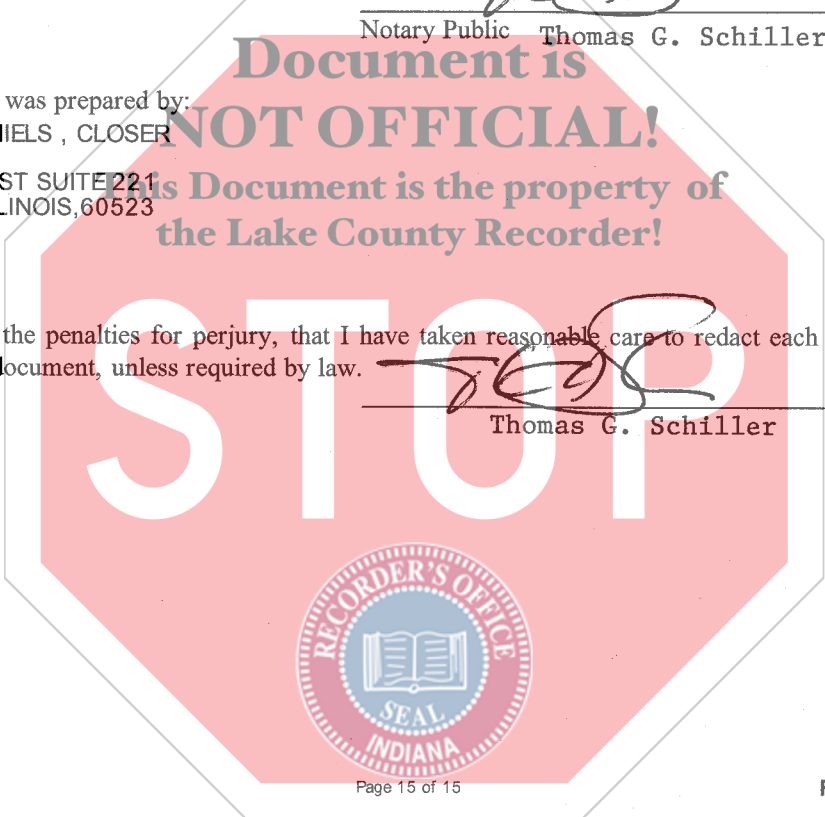 Notary Public Thomas G. Schiller
Document is
was prepared by:
NIELS , CLOSER
NOT OFFICIAL!
ST SUITE 221
This Document is the property of
LINOIS,60523
the Lake County Recorder!
STOP
the penalties for perjury, that I have taken reasonable care to redact each
document, unless required by law.
Thomas G. Schiller
RECORDER'S OFFICE
SEAL
INDIANA
Page 15 of 15